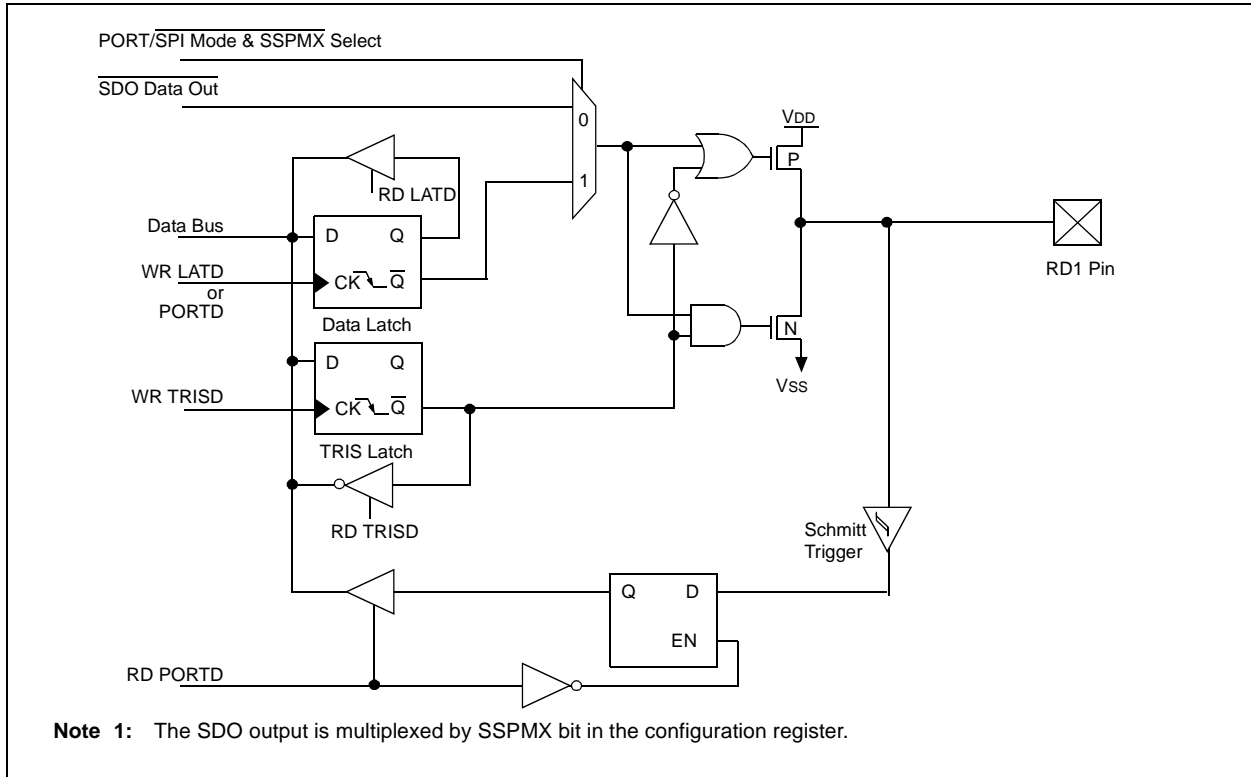 PORT/SPI Mode & SSPMX Select
SDO Data Out
0
1
VDD
P
RD LATD
Data Bus
D Q
WR LATD
or
PORTD
CK Q
Data Latch
RD1 Pin
N
VSS
D Q
WR TRISD
CK Q
TRIS Latch
RD TRISD
Schmitt
Trigger
Q D
EN
RD PORTD
Note 1: The SDO output is multiplexed by SSPMX bit in the configuration register.